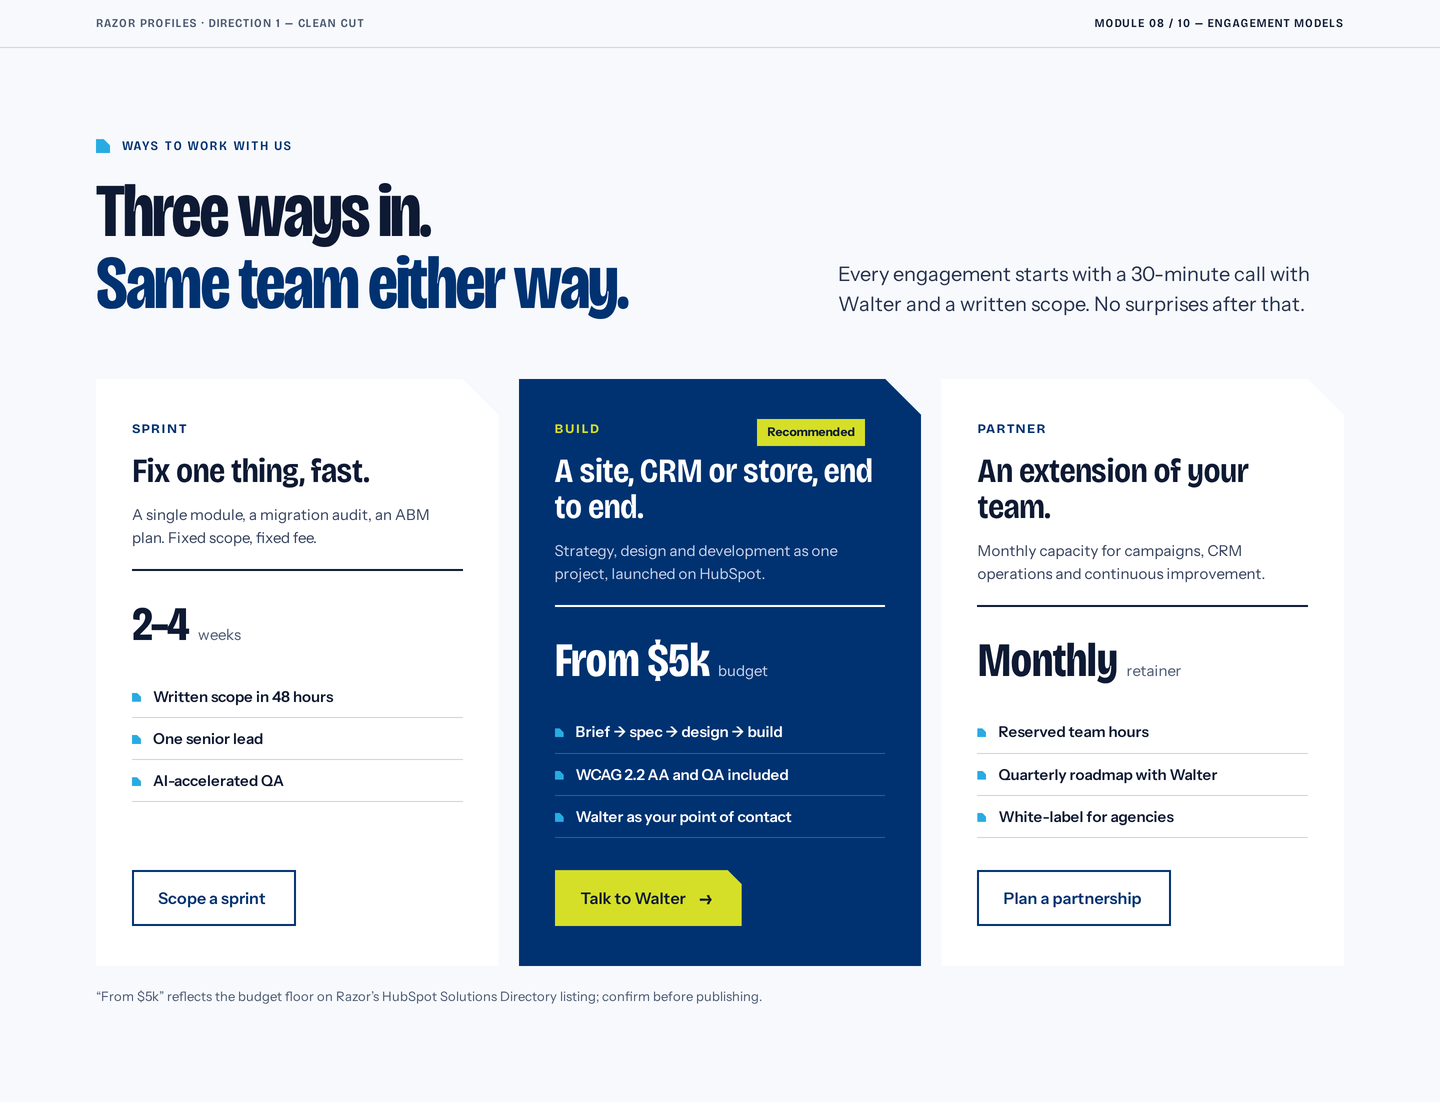 RAZOR PROFILES · DIRECTION 1 — CLEAN CUT
MODULE 08 / 10 — ENGAGEMENT MODELS
WAYS TO WORK WITH US
Three ways in.
Same team either way.
Every engagement starts with a 30-minute call with
Walter and a written scope. No surprises after that.
SPRINT
Fix one thing, fast.
A single module, a migration audit, an ABM
plan. Fixed scope, fixed fee.
2–4 weeks
Written scope in 48 hours
One senior lead
AI-accelerated QA
Scope a sprint
BUILD
Recommended
A site, CRM or store, end
to end.
Strategy, design and development as one
project, launched on HubSpot.
From $5k budget
Brief → spec → design → build
WCAG 2.2 AA and QA included
Walter as your point of contact
Talk to Walter →
PARTNER
An extension of your
team.
Monthly capacity for campaigns, CRM
operations and continuous improvement.
Monthly retainer
Reserved team hours
Quarterly roadmap with Walter
White-label for agencies
Plan a partnership
“From $5k” reflects the budget floor on Razor’s HubSpot Solutions Directory listing; confirm before publishing.